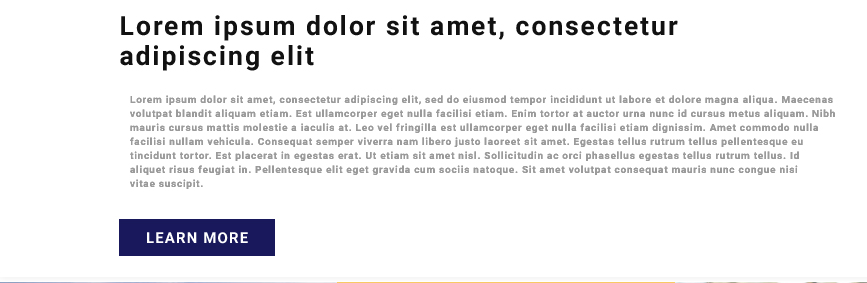 Lorem ipsum dolor sit amet, consectetur
adipiscing elit
Lorem ipsum dolor sit amet, consectetur adipiscing elit, sed do eiusmod tempor incididunt ut labore et dolore magna aliqua. Maecenas
volutpat blandit aliquam etiam. Est ullamcorper eget nulla facilisi etiam. Enim tortor at auctor urna nunc id cursus metus aliquam. Nibh
mauris cursus mattis molestie a iaculis at. Leo vel fringilla est ullamcorper eget nulla facilisi etiam dignissim. Amet commodo nulla
facilisi nullam vehicula. Consequat semper viverra nam libero justo laoreet sit amet. Egestas tellus rutrum tellus pellentesque eu
tincidunt tortor. Est placerat in egestas erat. Ut etiam sit amet nisl. Sollicitudin ac orci phasellus egestas tellus rutrum tellus. Id
aliquet risus feugiat in. Pellentesque elit eget gravida cum sociis natoque. Sit amet volutpat consequat mauris nunc congue nisi
vitae suscipit.
LEARN MORE